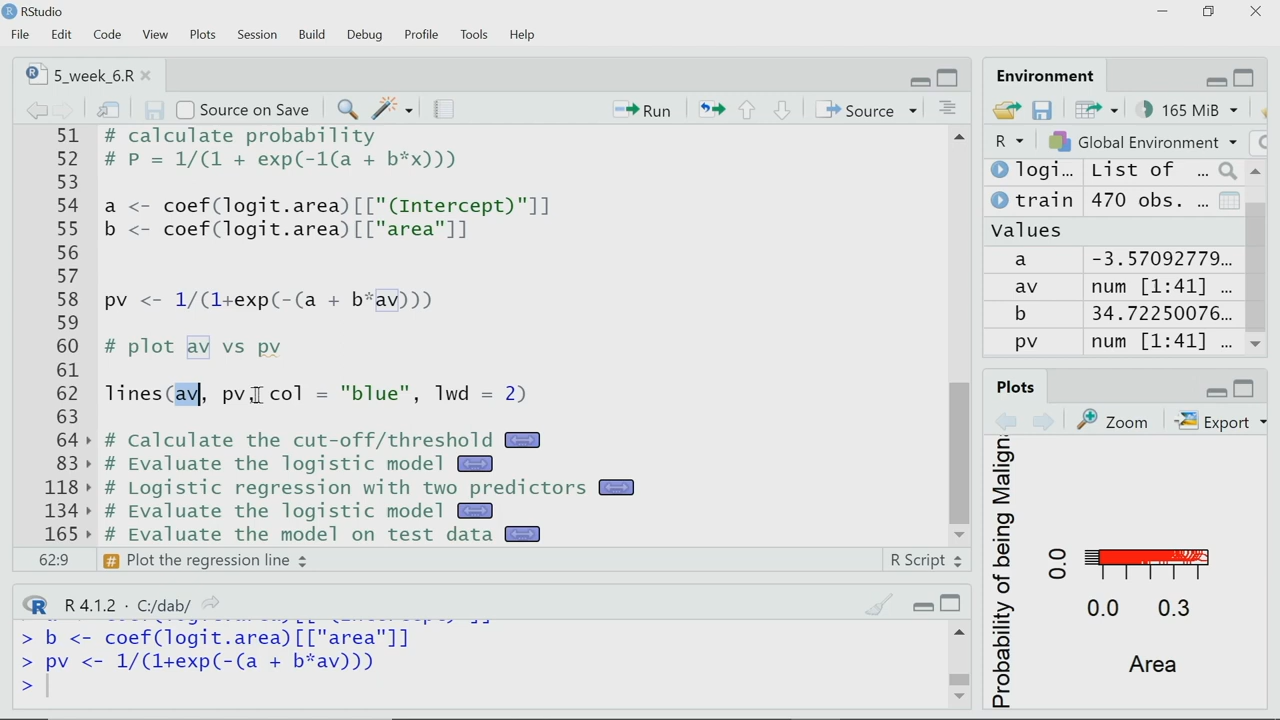 RStudio
File Edit Code View Plots Session Build Debug Profile Tools Help
5_week_6.R
Source on Save
Run
Source
51 # calculate probability
52 # P = 1/(1 + exp(-1(a + b*x)))
53
54 a <- coef(logit.area)[["(Intercept)"]]
55 b <- coef(logit.area)[["area"]]
56
57
58 pv <- 1/(1+exp(-(a + b*av)))
59
60 # plot av vs pv
61
62 lines(av, pv, col = "blue", lwd = 2)
63
64 # Calculate the cut-off/threshold
83 # Evaluate the logistic model
118 # Logistic regression with two predictors
134 # Evaluate the logistic model
165 # Evaluate the model on test data
62:9 # Plot the regression line R Script
R 4.1.2 · C:/dab/
> b <- coef(logit.area)[["area"]]
> pv <- 1/(1+exp(-(a + b*av)))
>
Environment
165 MiB
R Global Environment
logi... List of ...
train 470 obs. ...
Values
a -3.57092779...
av num [1:41] ...
b 34.72250076...
pv num [1:41] ...
Plots
Zoom Export
Probability of being Malign
0.0
0.0 0.3
Area